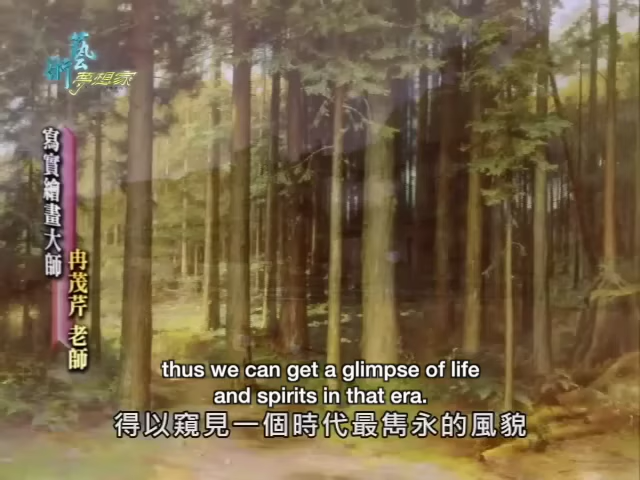 藝術
夢想家
寫實繪畫大師
冉茂芹 老師
thus we can get a glimpse of life
and spirits in that era.
得以窺見一個時代最雋永的風貌